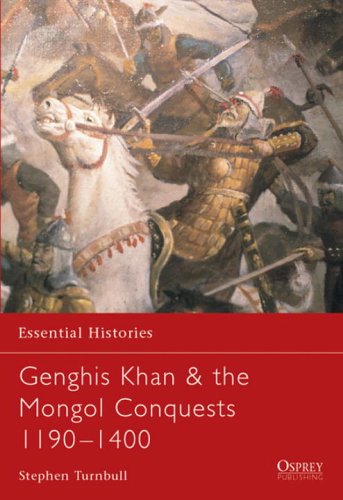 Essential Histories
Genghis Khan & the
Mongol Conquests
1190–1400
Stephen Turnbull
OSPREY
PUBLISHING